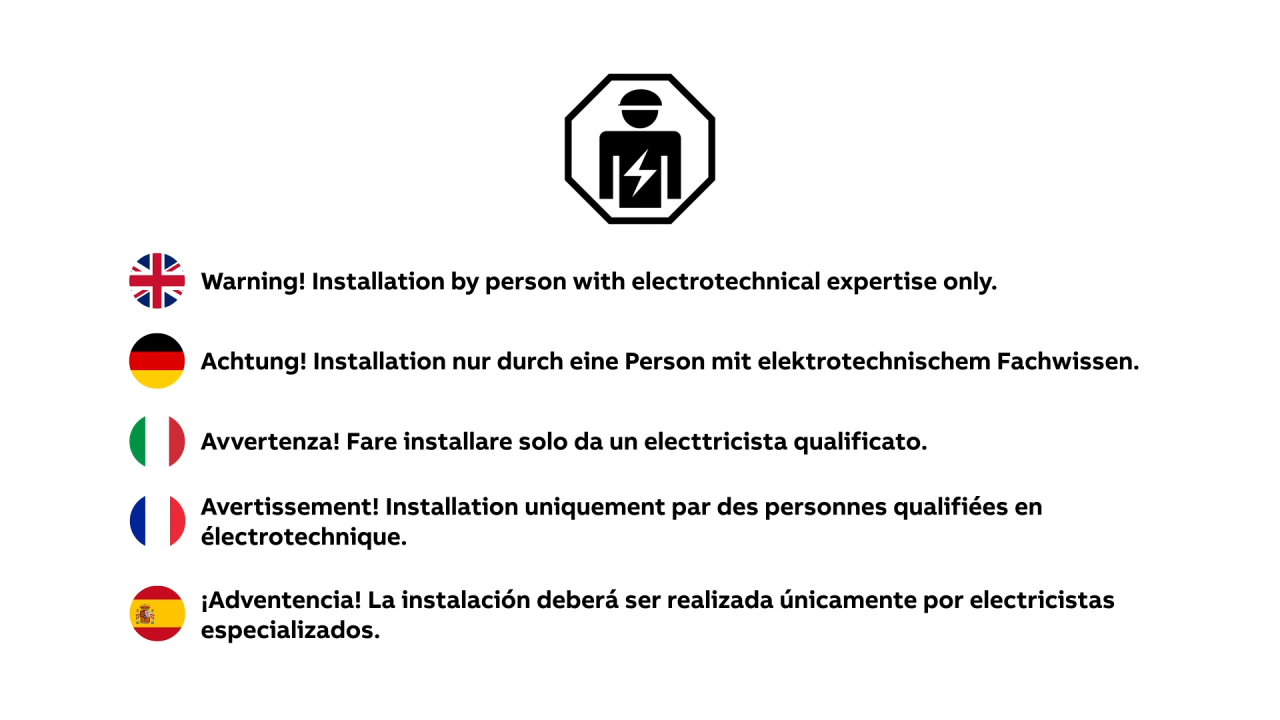 Warning! Installation by person with electrotechnical expertise only.
Achtung! Installation nur durch eine Person mit elektrotechnischem Fachwissen.
Avvertenza! Fare installare solo da un electtricista qualificato.
Avertissement! Installation uniquement par des personnes qualifiées en
électrotechnique.
¡Adventencia! La instalación deberá ser realizada únicamente por electricistas
especializados.